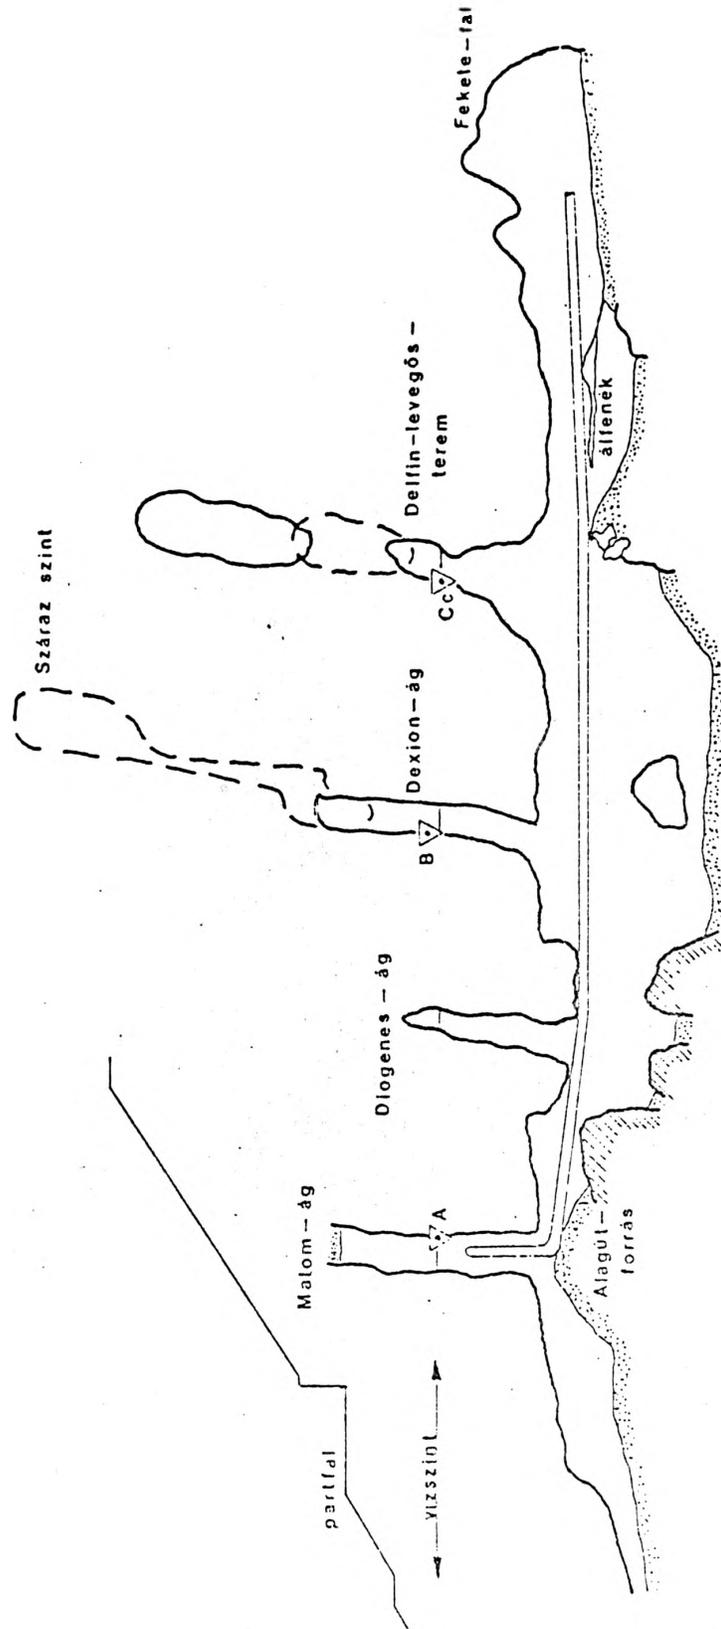 Száraz szint
Fekete–fal
Delfin-levegős–
terem
Cc
Dexion–ág
B
álfenék
Diogenes – ág
Malom–ág
A
Alagút–
forrás
partfal
vízszint